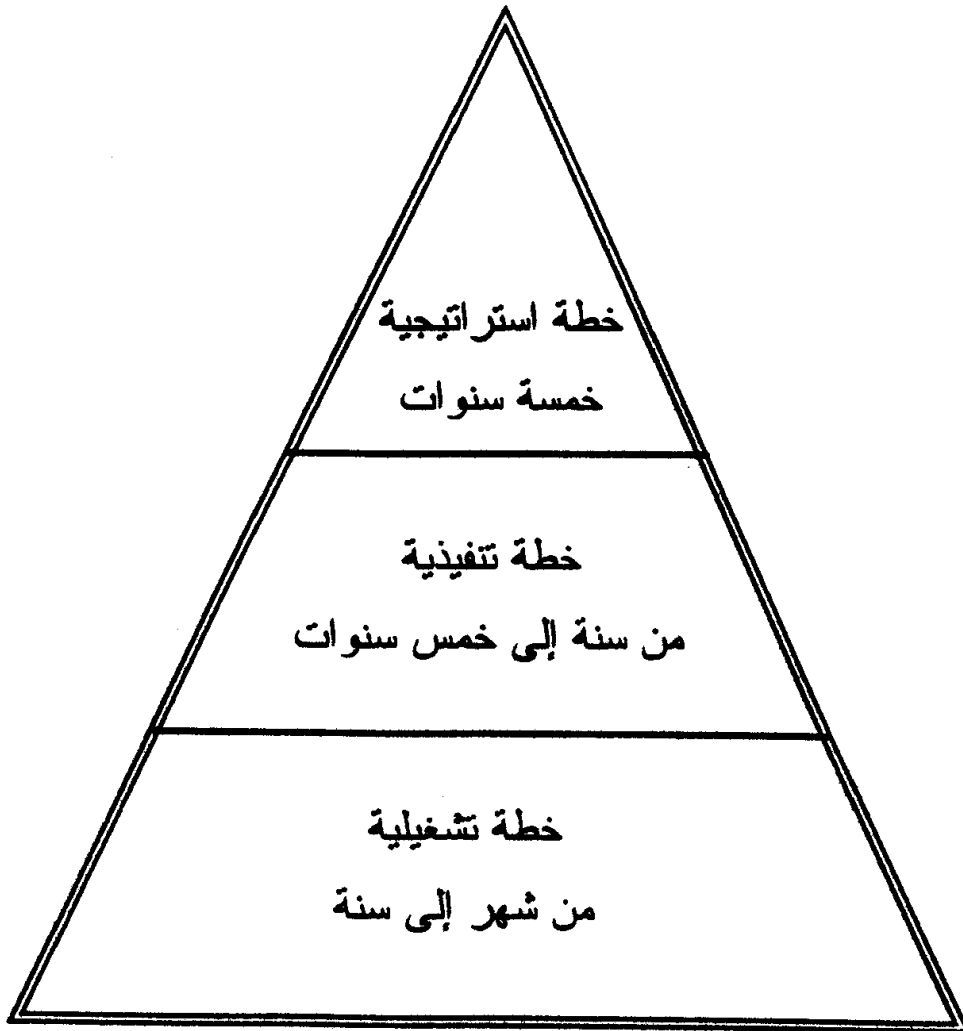 خطة استراتيجية
خمسة سنوات
خطة تنفيذية
من سنة إلى خمس سنوات
خطة تشغيلية
من شهر إلى سنة